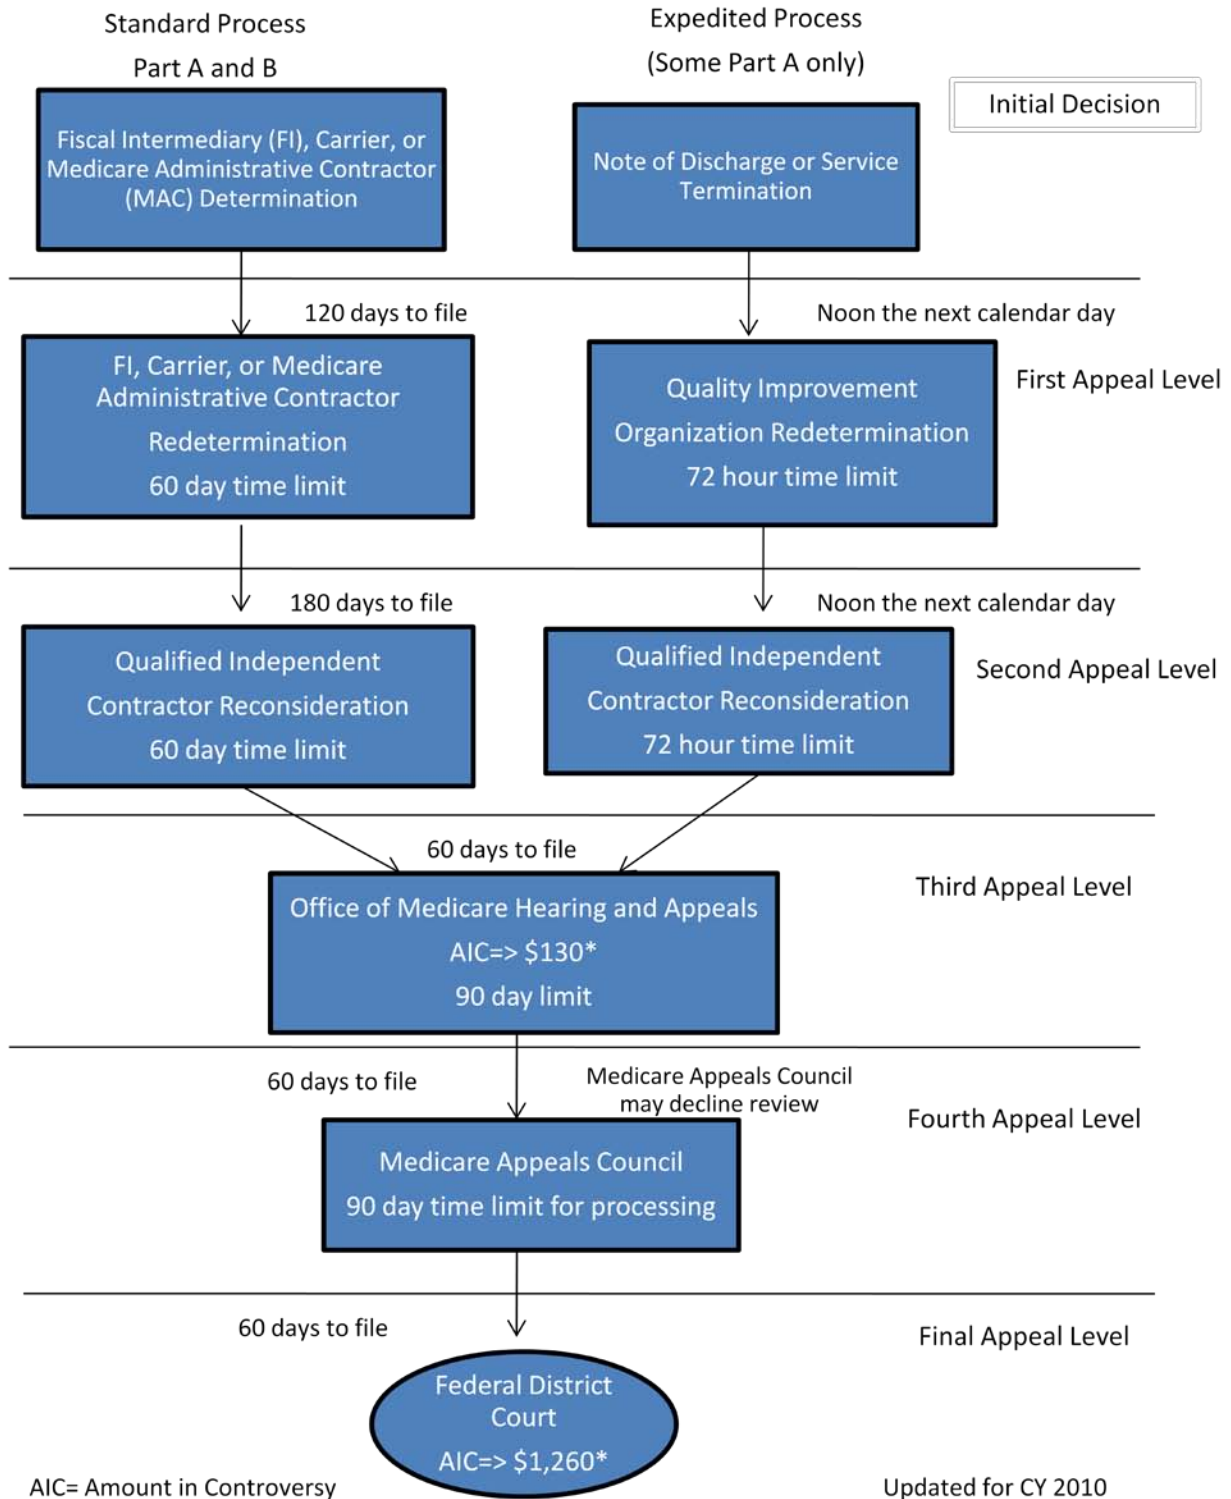 Standard Process
Part A and B
Expedited Process
(Some Part A only)
Initial Decision
Fiscal Intermediary (FI), Carrier, or
Medicare Administrative Contractor
(MAC) Determination
Note of Discharge or Service
Termination
120 days to file
Noon the next calendar day
First Appeal Level
FI, Carrier, or Medicare
Administrative Contractor
Redetermination
60 day time limit
Quality Improvement
Organization Redetermination
72 hour time limit
180 days to file
Noon the next calendar day
Second Appeal Level
Qualified Independent
Contractor Reconsideration
60 day time limit
Qualified Independent
Contractor Reconsideration
72 hour time limit
60 days to file
Third Appeal Level
Office of Medicare Hearing and Appeals
AIC=> $130*
90 day limit
60 days to file
Medicare Appeals Council
may decline review
Fourth Appeal Level
Medicare Appeals Council
90 day time limit for processing
60 days to file
Final Appeal Level
Federal District
Court
AIC=> $1,260*
AIC= Amount in Controversy
Updated for CY 2010